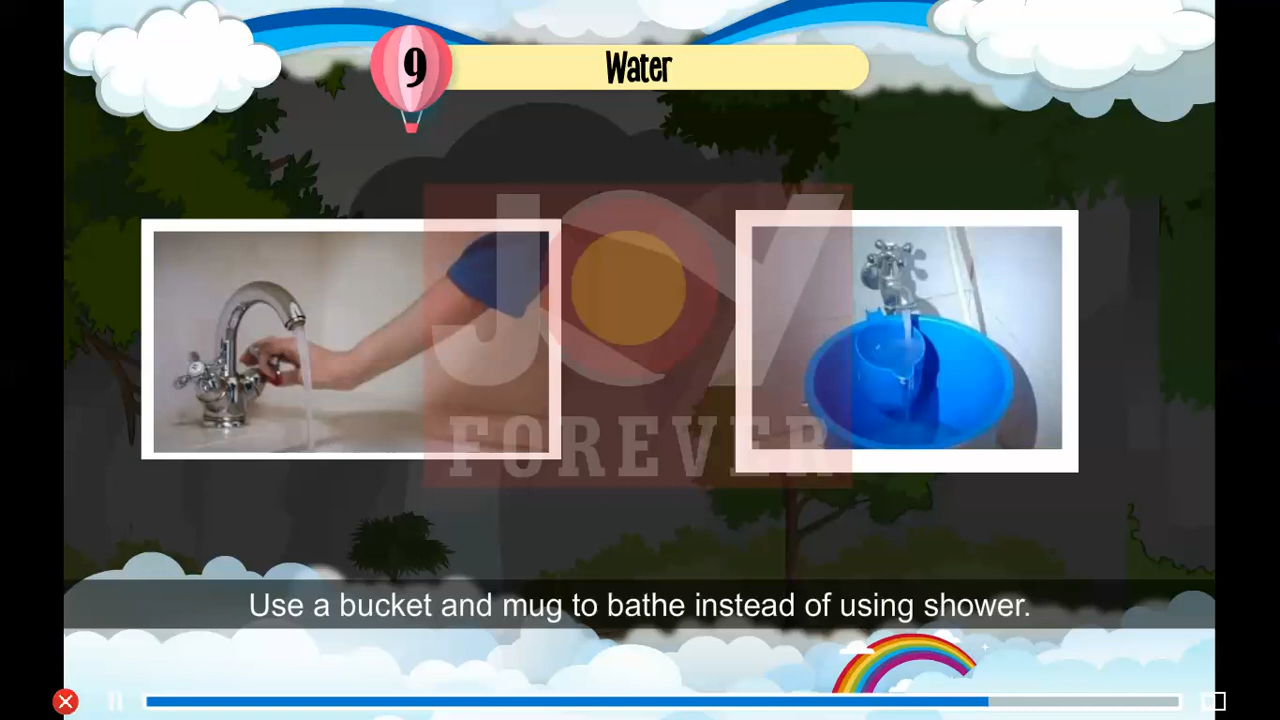 9
Water
JOY
FOREVER
Use a bucket and mug to bathe instead of using shower.